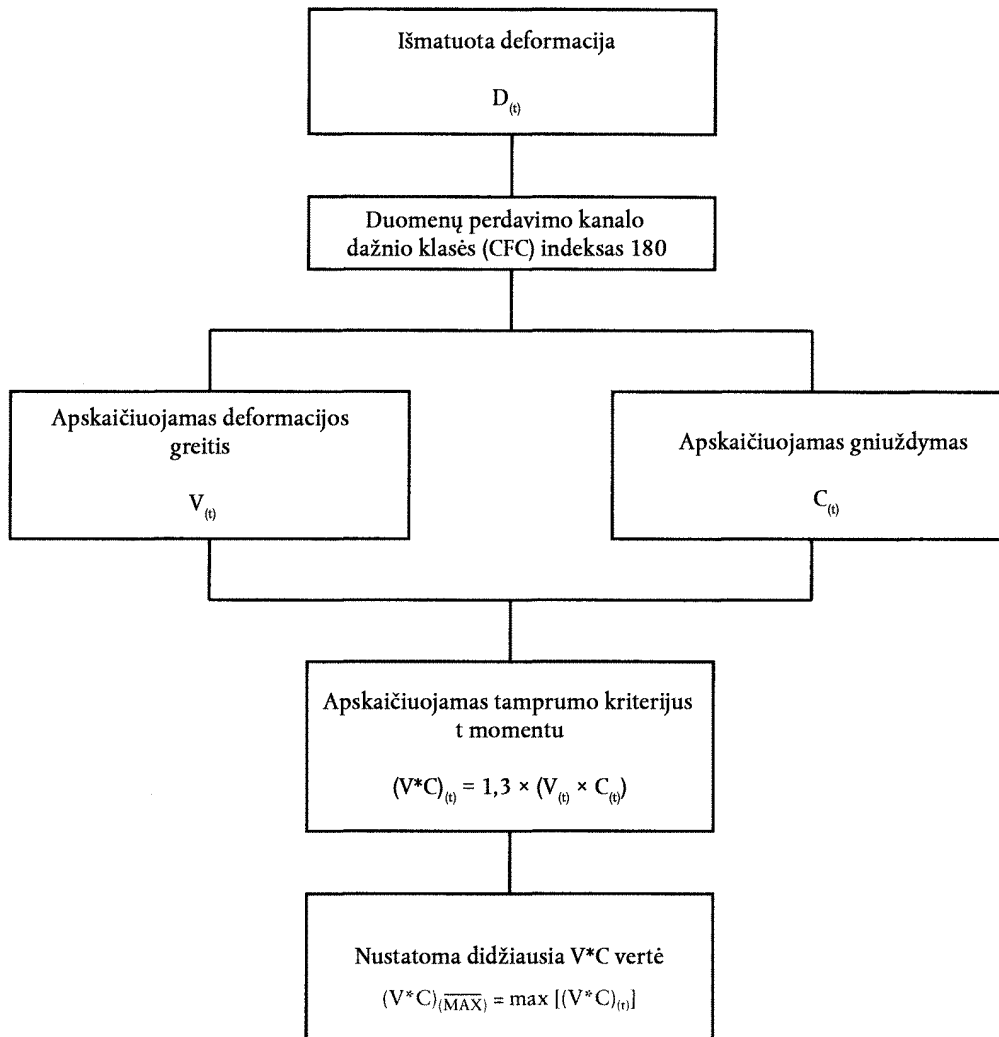 Išmatuota deformacija
D(t)
Duomenų perdavimo kanalo
dažnio klasės (CFC) indeksas 180
Apskaičiuojamas deformacijos
greitis
V(t)
Apskaičiuojamas gniuždymas
C(t)
Apskaičiuojamas tamprumo kriterijus
t momentu
(V*C)(t) = 1,3 × (V(t) × C(t))
Nustatoma didžiausia V*C vertė
(V*C)(MAX) = max [(V*C)(t)]